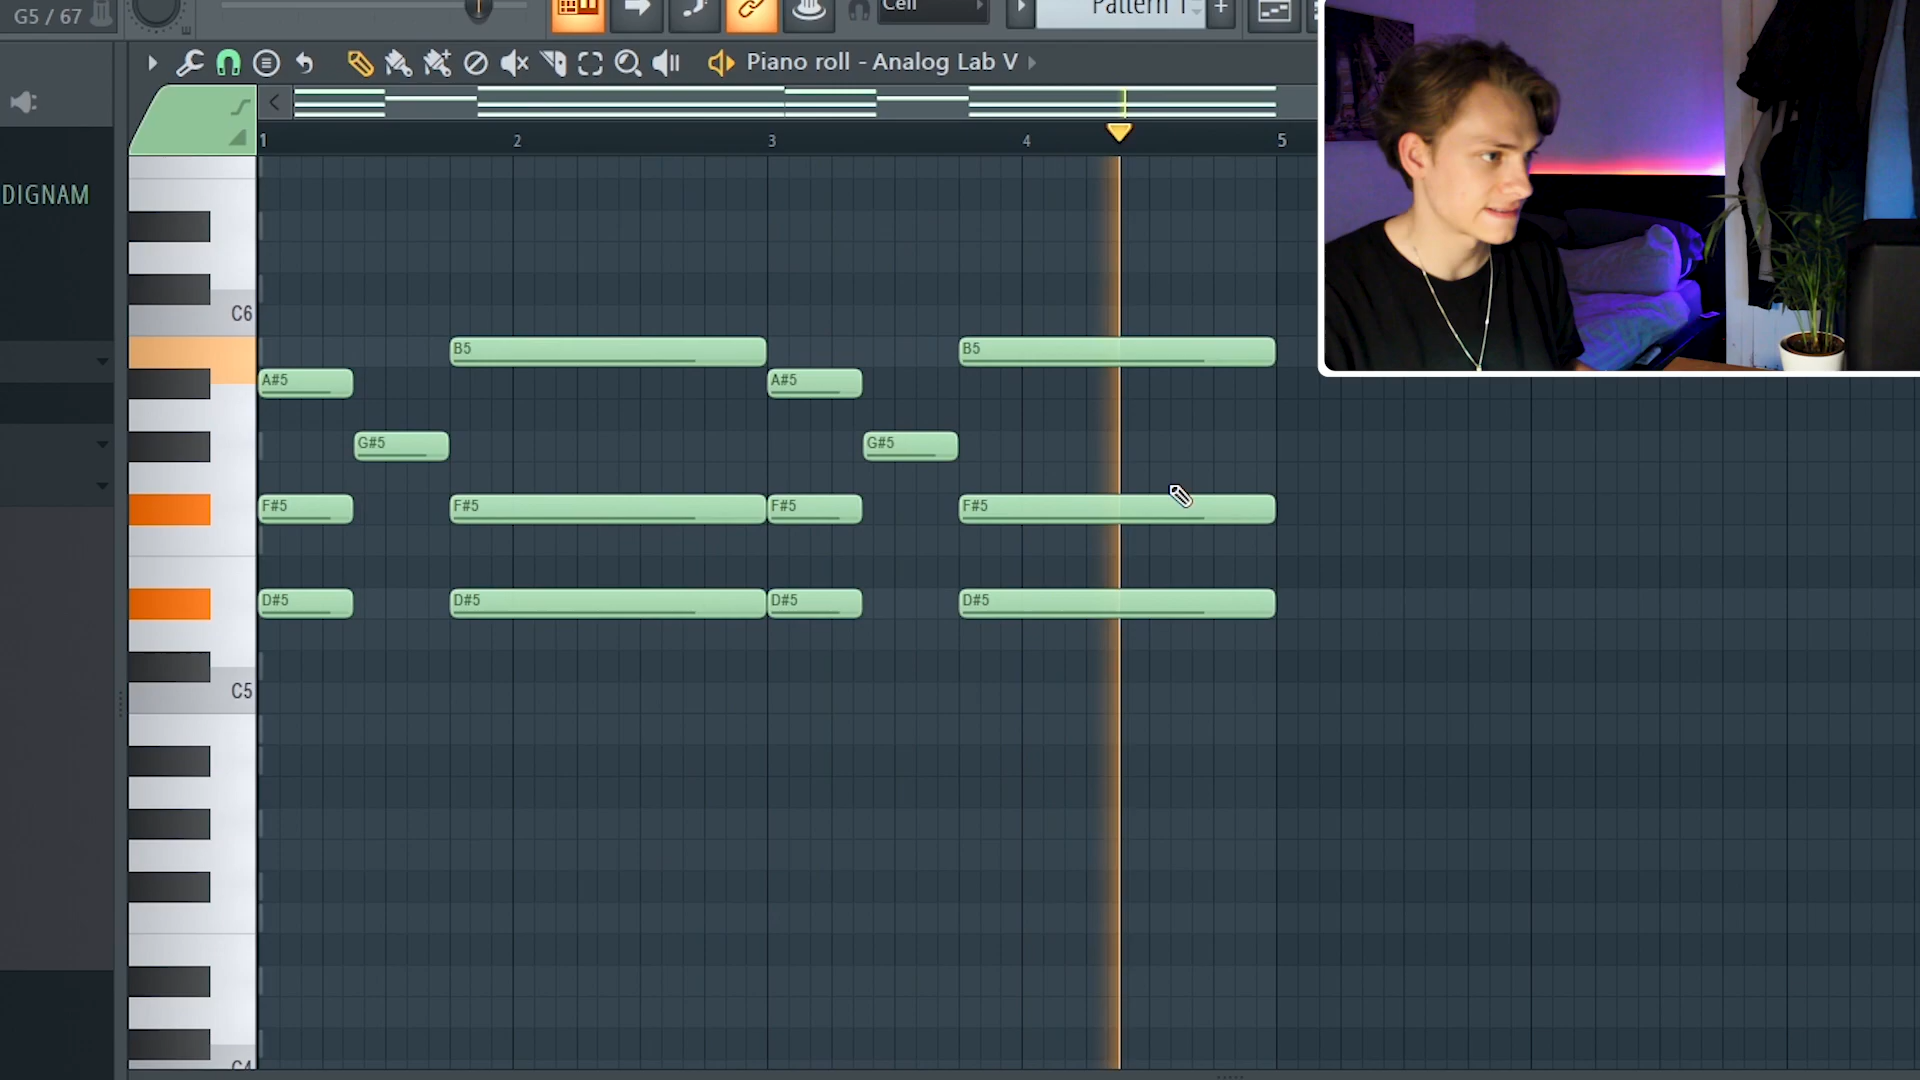 G5 / 67
Cell
Pattern 1
Piano roll - Analog Lab V
1 2 3 4 5
DIGNAM
C6
B5 B5
A#5 A#5
G#5 G#5
F#5 F#5 F#5 F#5
D#5 D#5 D#5 D#5
C5
C4